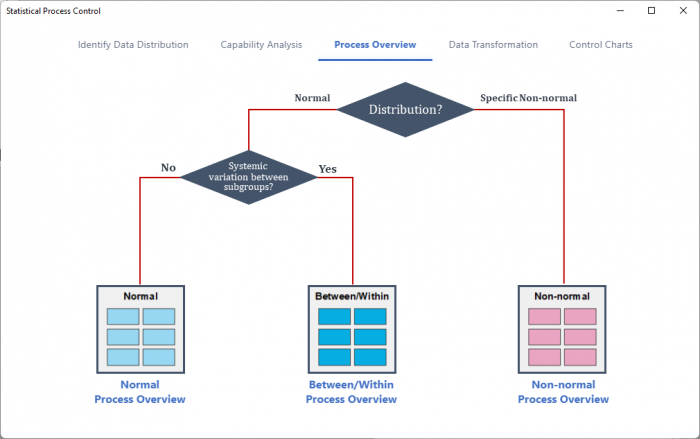 Statistical Process Control
Identify Data Distribution
Capability Analysis
Process Overview
Data Transformation
Control Charts
Normal
Distribution?
Specific Non-normal
No
Systemic
variation between
subgroups?
Yes
Normal
Between/Within
Non-normal
Normal
Process Overview
Between/Within
Process Overview
Non-normal
Process Overview